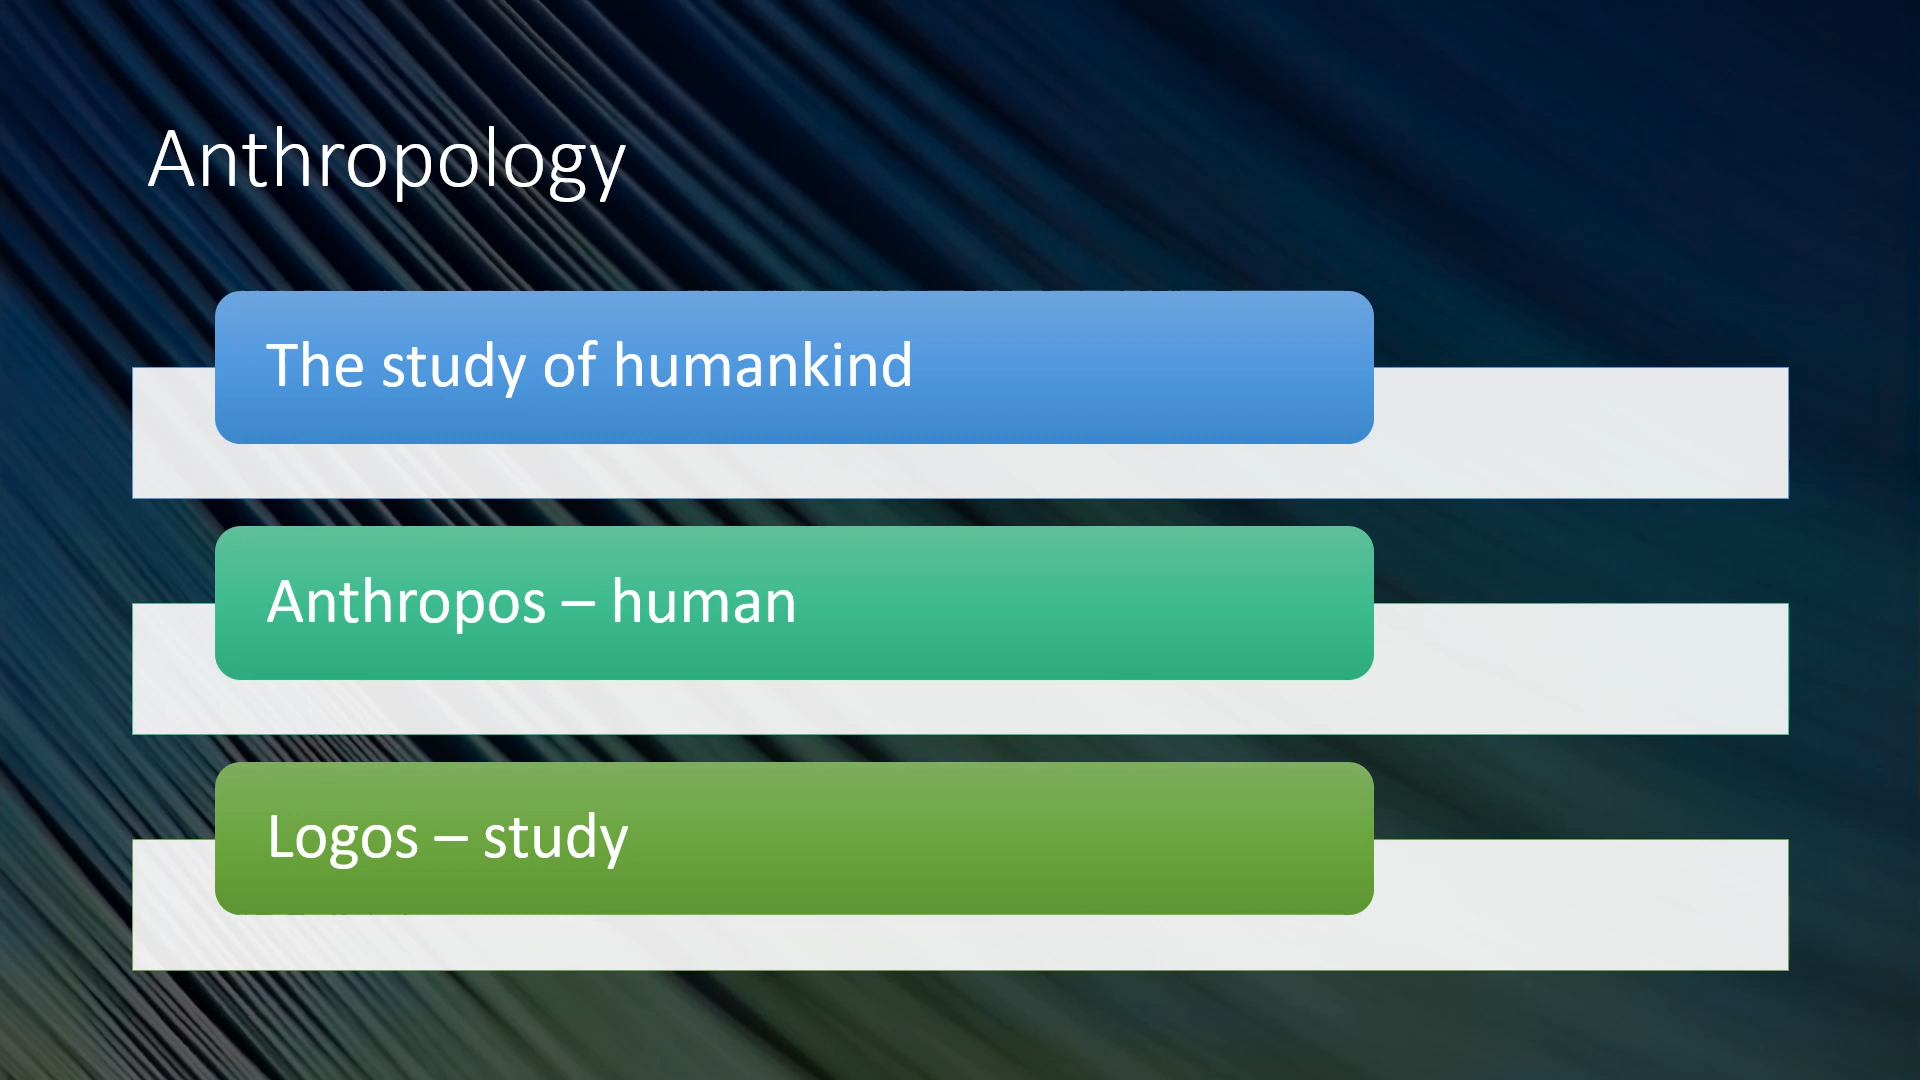 Anthropology
The study of humankind
Anthropos – human
Logos – study